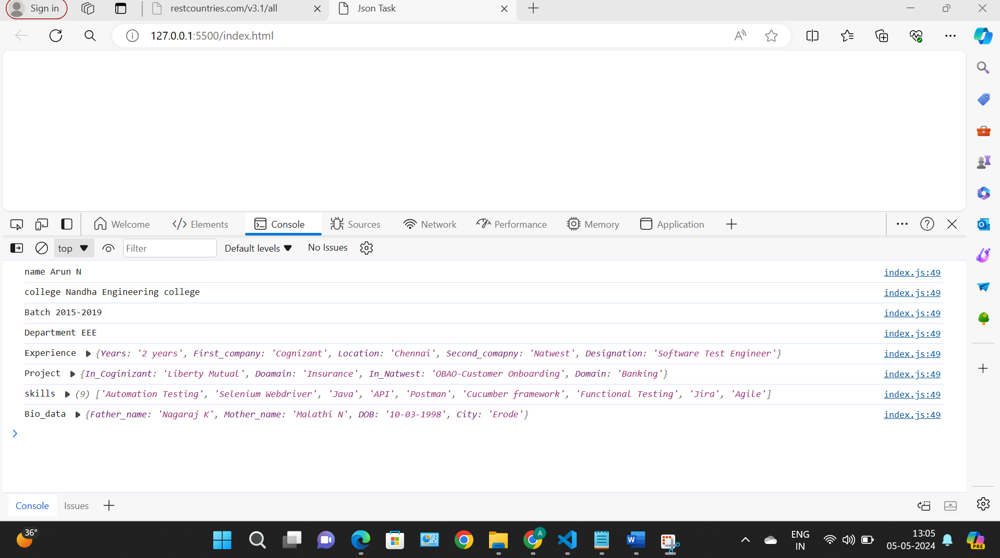 Sign in
restcountries.com/v3.1/all
Json Task
127.0.0.1:5500/index.html
Welcome
Elements
Console
Sources
Network
Performance
Memory
Application
top
Filter
Default levels
No Issues
name Arun N index.js:49
college Nandha Engineering college index.js:49
Batch 2015-2019 index.js:49
Department EEE index.js:49
Experience {Years: '2 years', First_company: 'Cognizant', Location: 'Chennai', Second_comapny: 'Natwest', Designation: 'Software Test Engineer'} index.js:49
Project {In_Coginizant: 'Liberty Mutual', Doamain: 'Insurance', In_Natwest: 'OBAO-Customer Onboarding', Domain: 'Banking'} index.js:49
skills (9) ['Automation Testing', 'Selenium Webdriver', 'Java', 'API', 'Postman', 'Cucumber framework', 'Functional Testing', 'Jira', 'Agile'] index.js:49
Bio_data {Father_name: 'Nagaraj K', Mother_name: 'Malathi N', DOB: '10-03-1998', City: 'Erode'} index.js:49
Console
Issues
36°
A
W
ENG
IN
13:05
05-05-2024
PRE